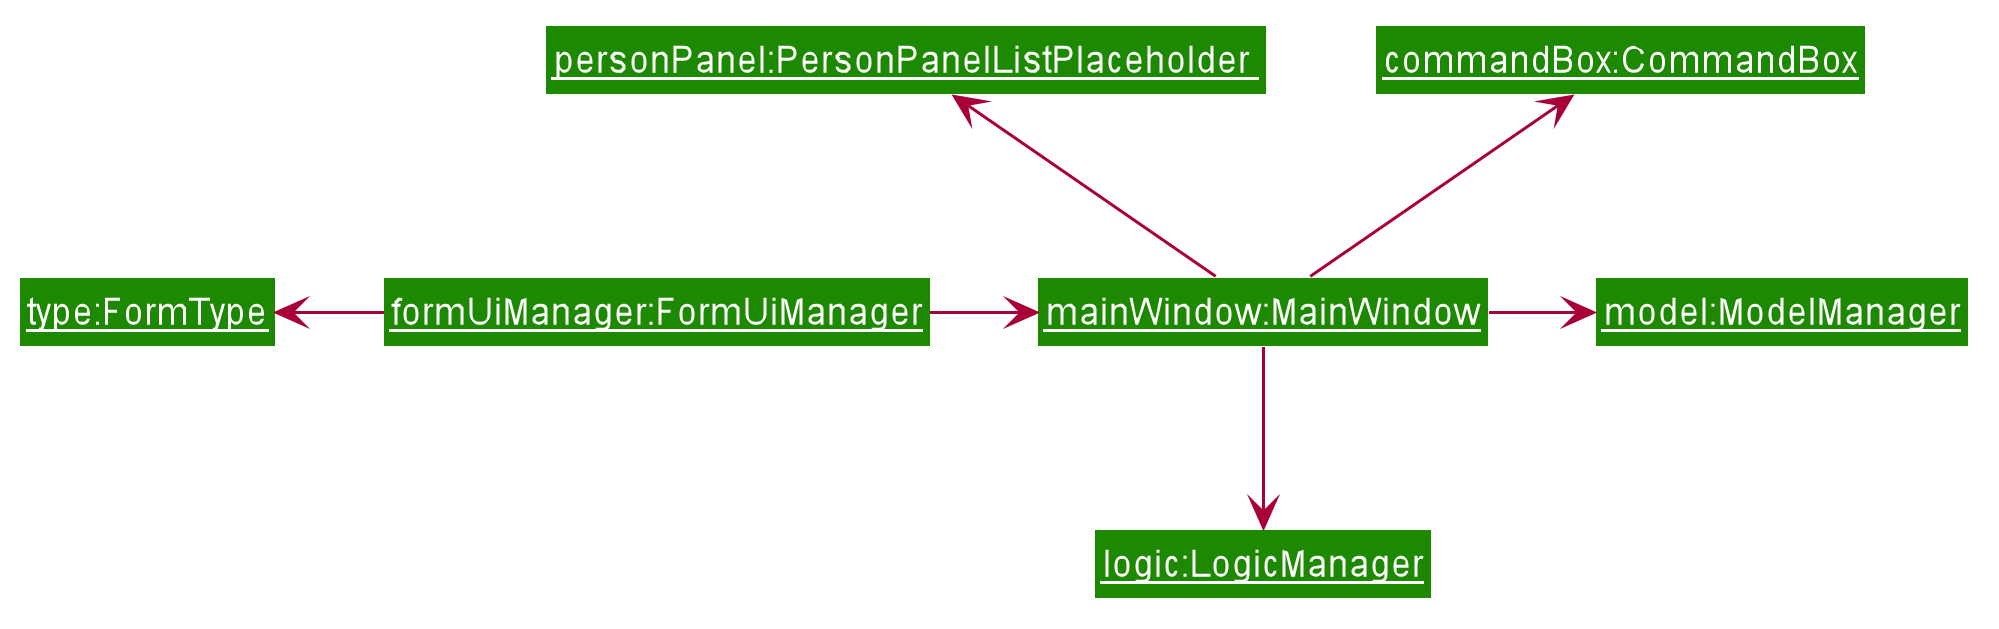 personPanel:PersonPanelListPlaceholder
commandBox:CommandBox
type:FormType
formUiManager:FormUiManager
mainWindow:MainWindow
model:ModelManager
logic:LogicManager